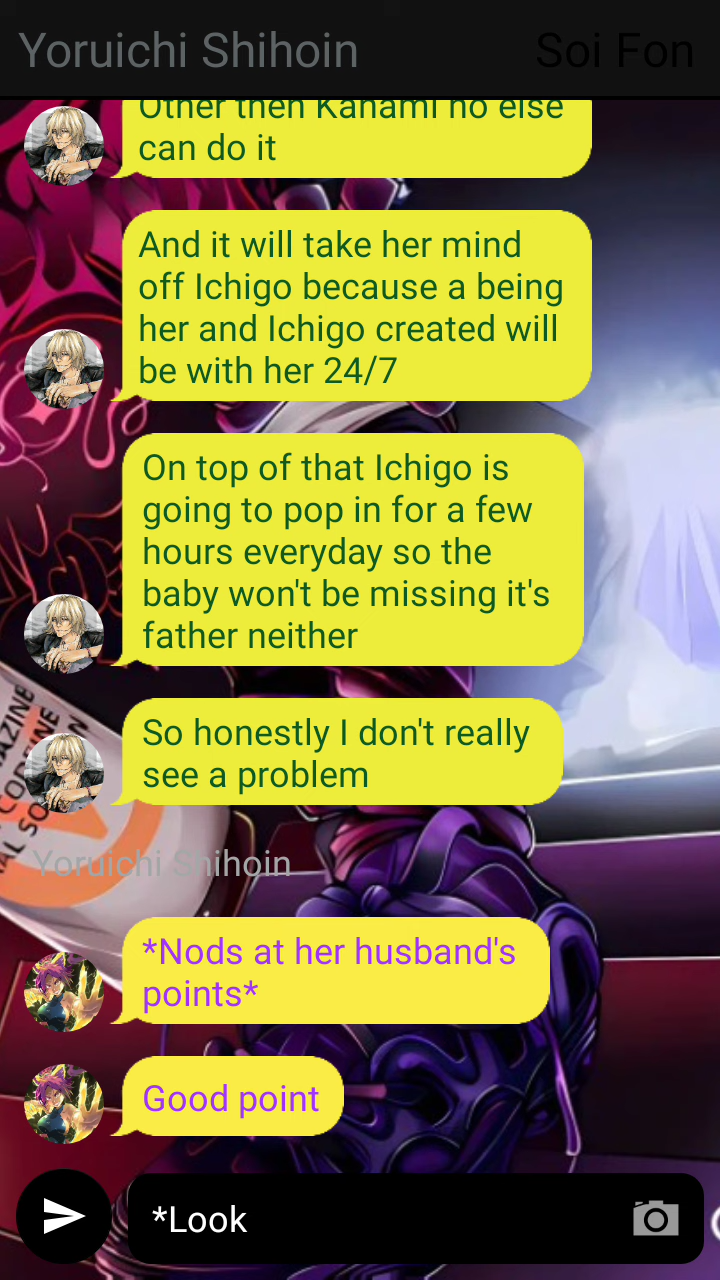 Yoruichi Shihoin Soi Fon
Other then Kanami no else
can do it
And it will take her mind
off Ichigo because a being
her and Ichigo created will
be with her 24/7
On top of that Ichigo is
going to pop in for a few
hours everyday so the
baby won't be missing it's
father neither
So honestly I don't really
see a problem
Yoruichi Shihoin
*Nods at her husband's
points*
Good point
*Look